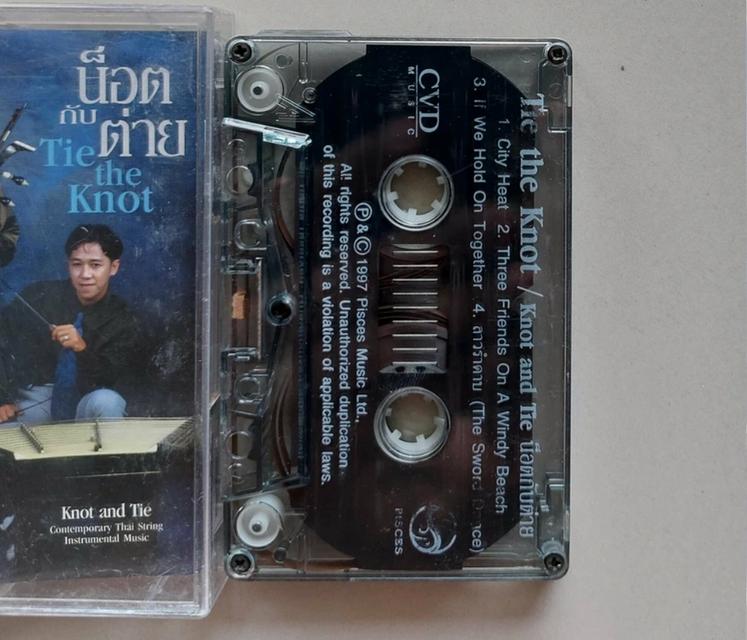 น็อต
กับ
ต่าย
Tie
the
Knot
Knot and Tie
Contemporary Thai String
Instrumental Music
Tie the Knot / Knot and Tie น็อตกับต่าย
1. City Heat 2. Three Friends On A Windy Beach
3. If We Hold On Together 4. ลาวรำดาบ (The Sword Dance)
CVD
MUSIC
PISCES
Ⓟ & © 1997 Pisces Music Ltd.,
All rights reserved. Unauthorized duplication
of this recording is a violation of applicable laws.